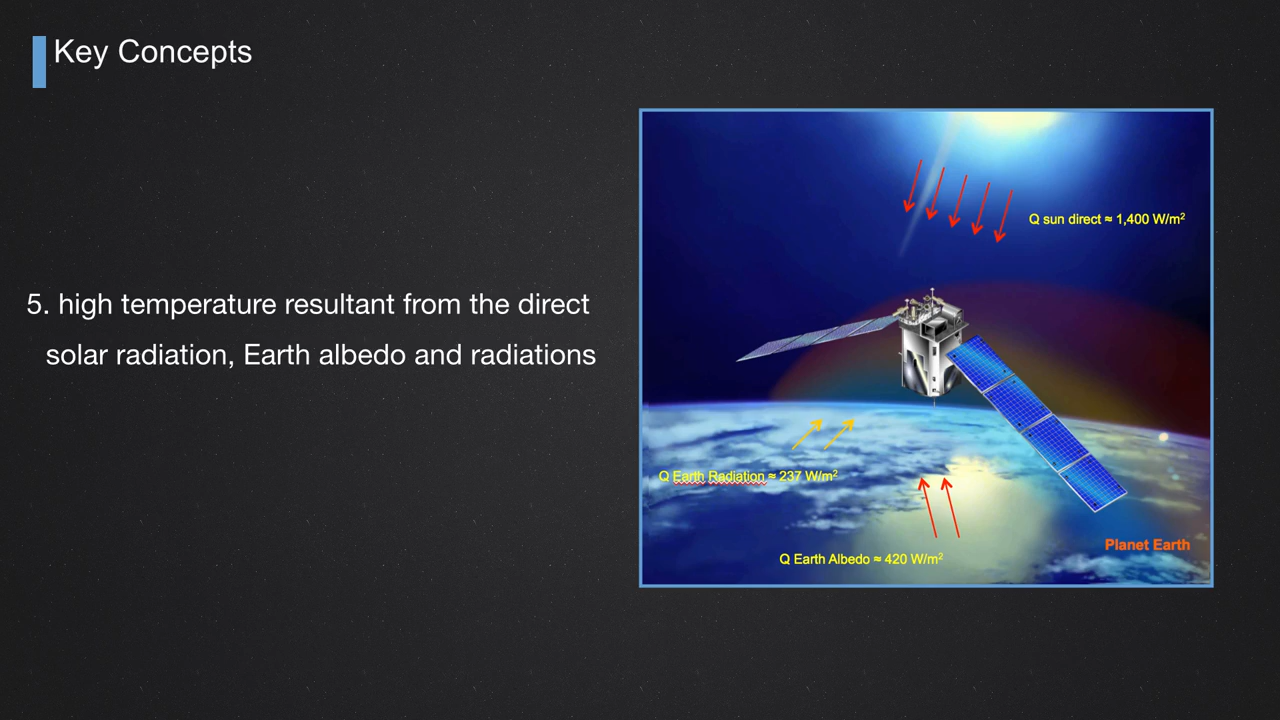 Key Concepts
5. high temperature resultant from the direct
solar radiation, Earth albedo and radiations
Q sun direct ≈ 1,400 W/m²
Q Earth Radiation ≈ 237 W/m²
Q Earth Albedo ≈ 420 W/m²
Planet Earth